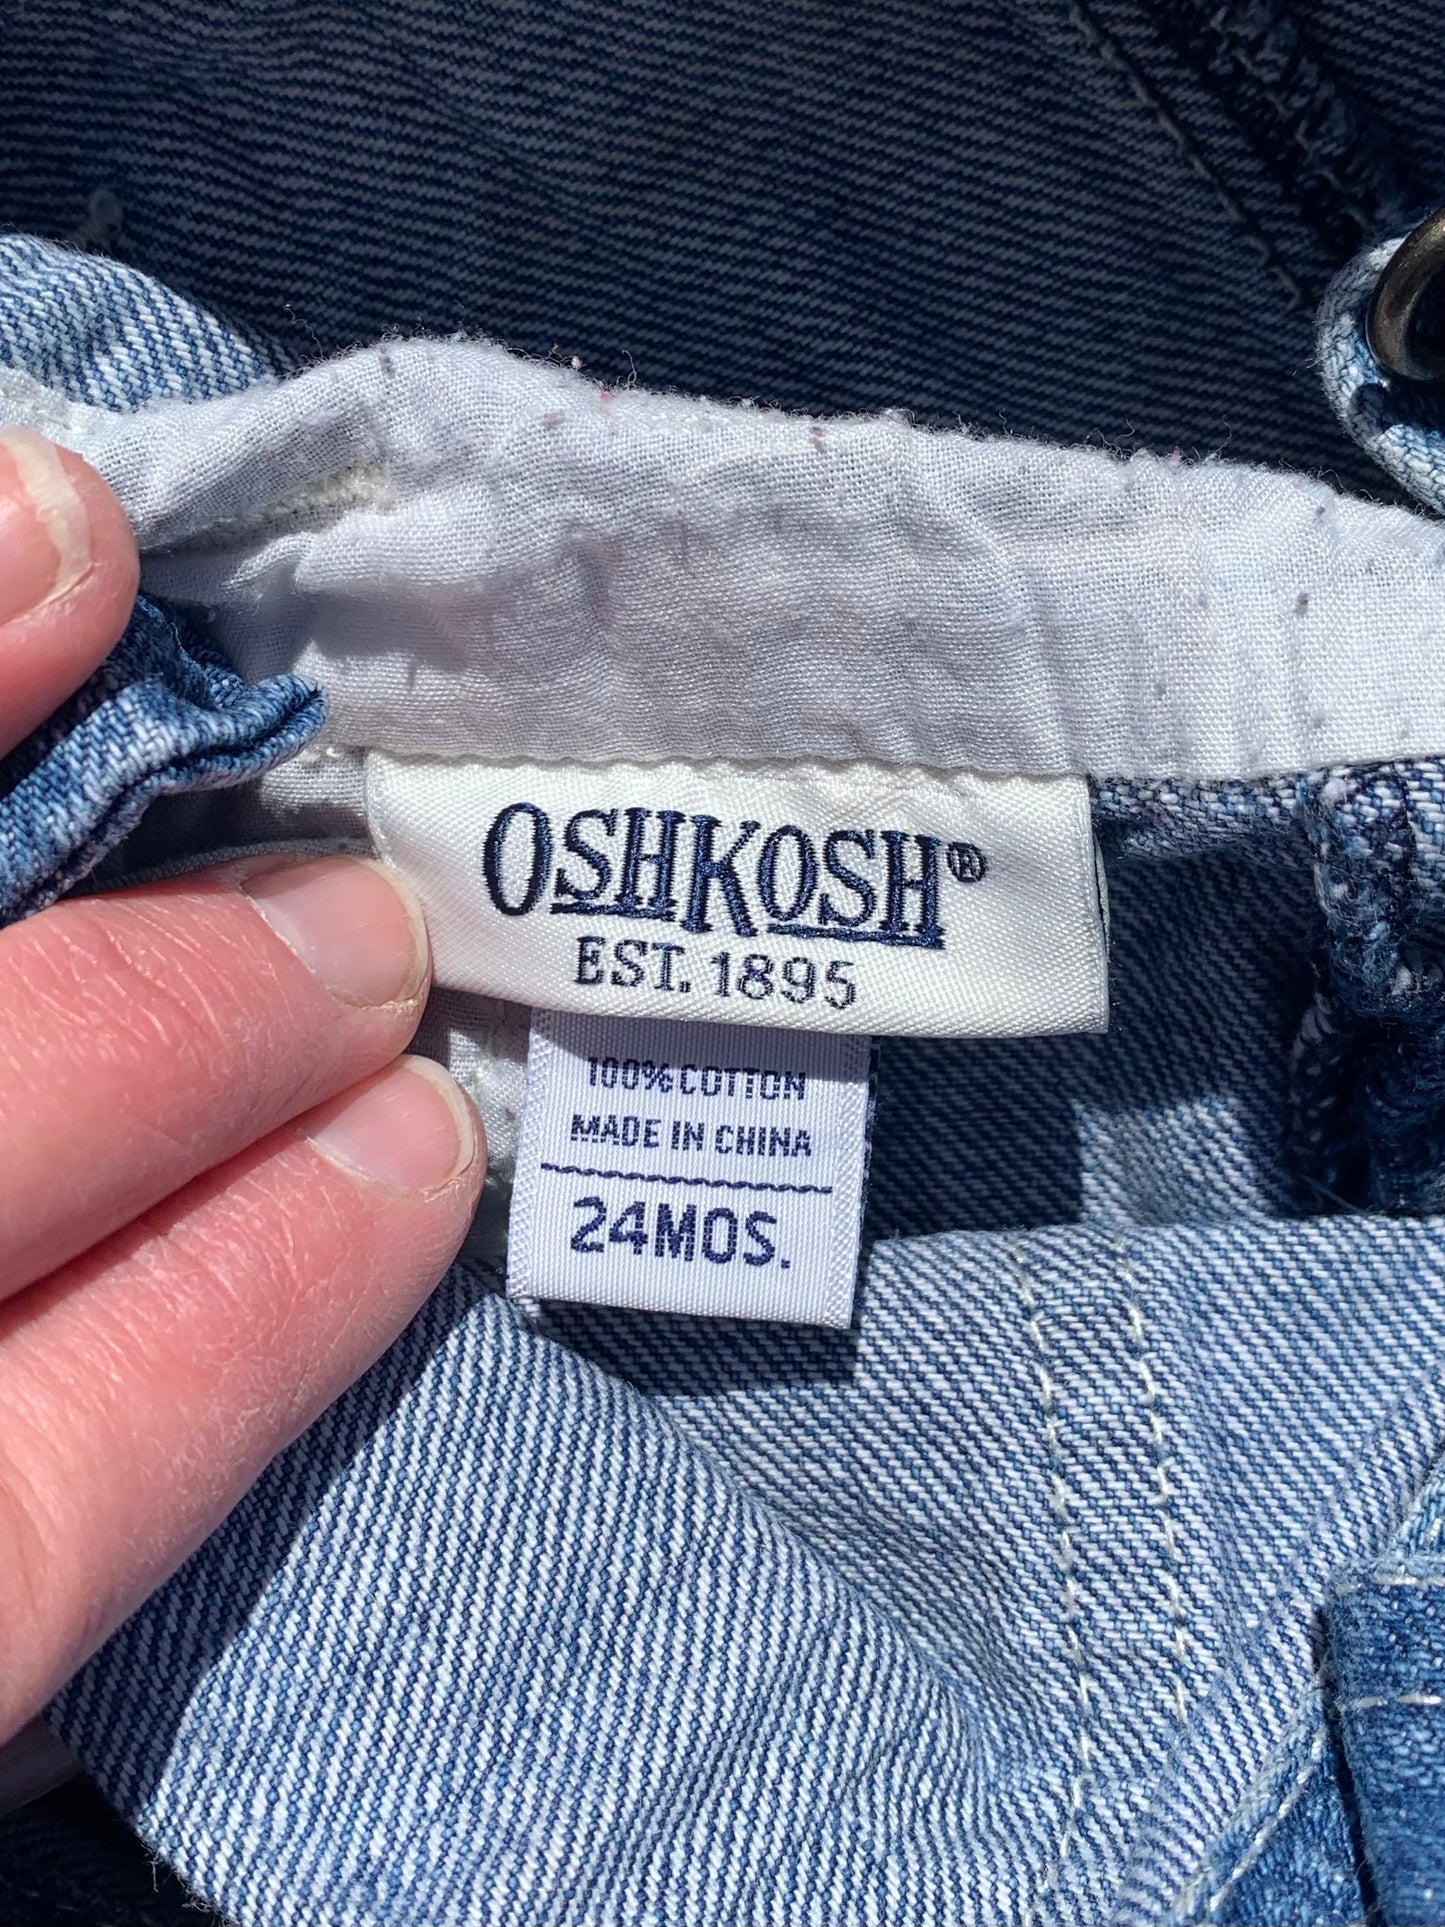 OSHKOSH®
EST. 1895
100% COTTON
MADE IN CHINA
24MOS.